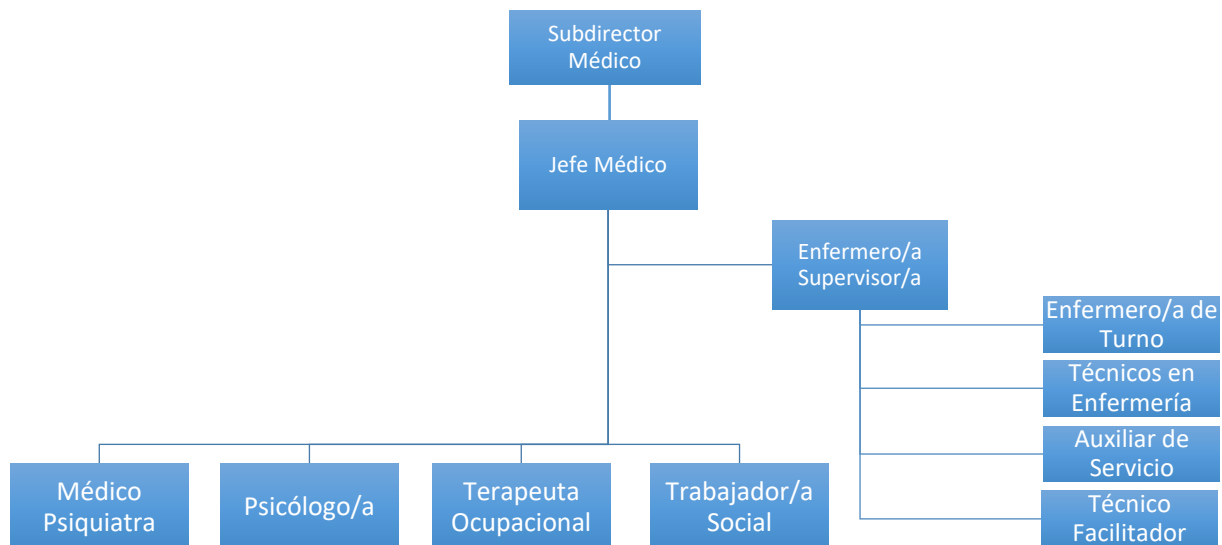 Subdirector
Médico
Jefe Médico
Enfermero/a
Supervisor/a
Enfermero/a de
Turno
Técnicos en
Enfermería
Auxiliar de
Servicio
Técnico
Facilitador
Médico
Psiquiatra
Psicólogo/a
Terapeuta
Ocupacional
Trabajador/a
Social